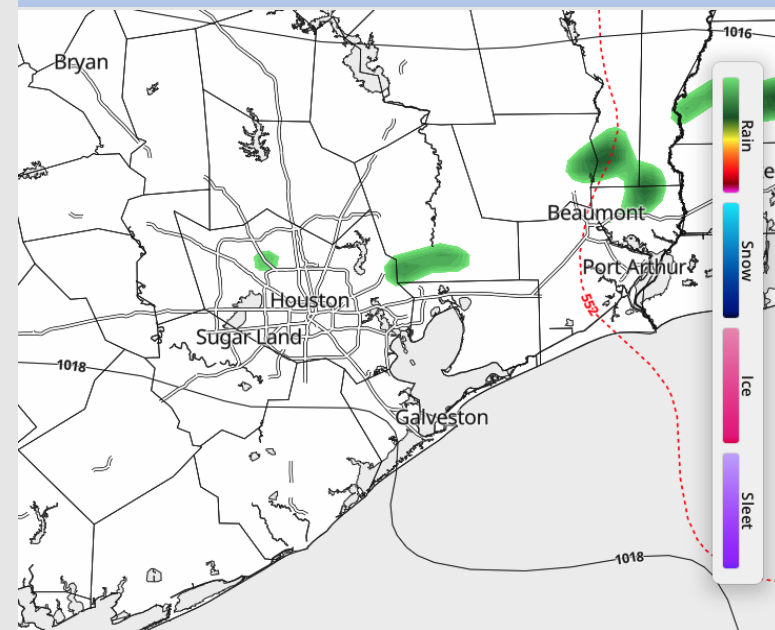 1016
Bryan
Rain
e
Beaumont
Port Arthur
Snow
Houston
552
Sugar Land
1018
Ice
Galveston
Sleet
1018